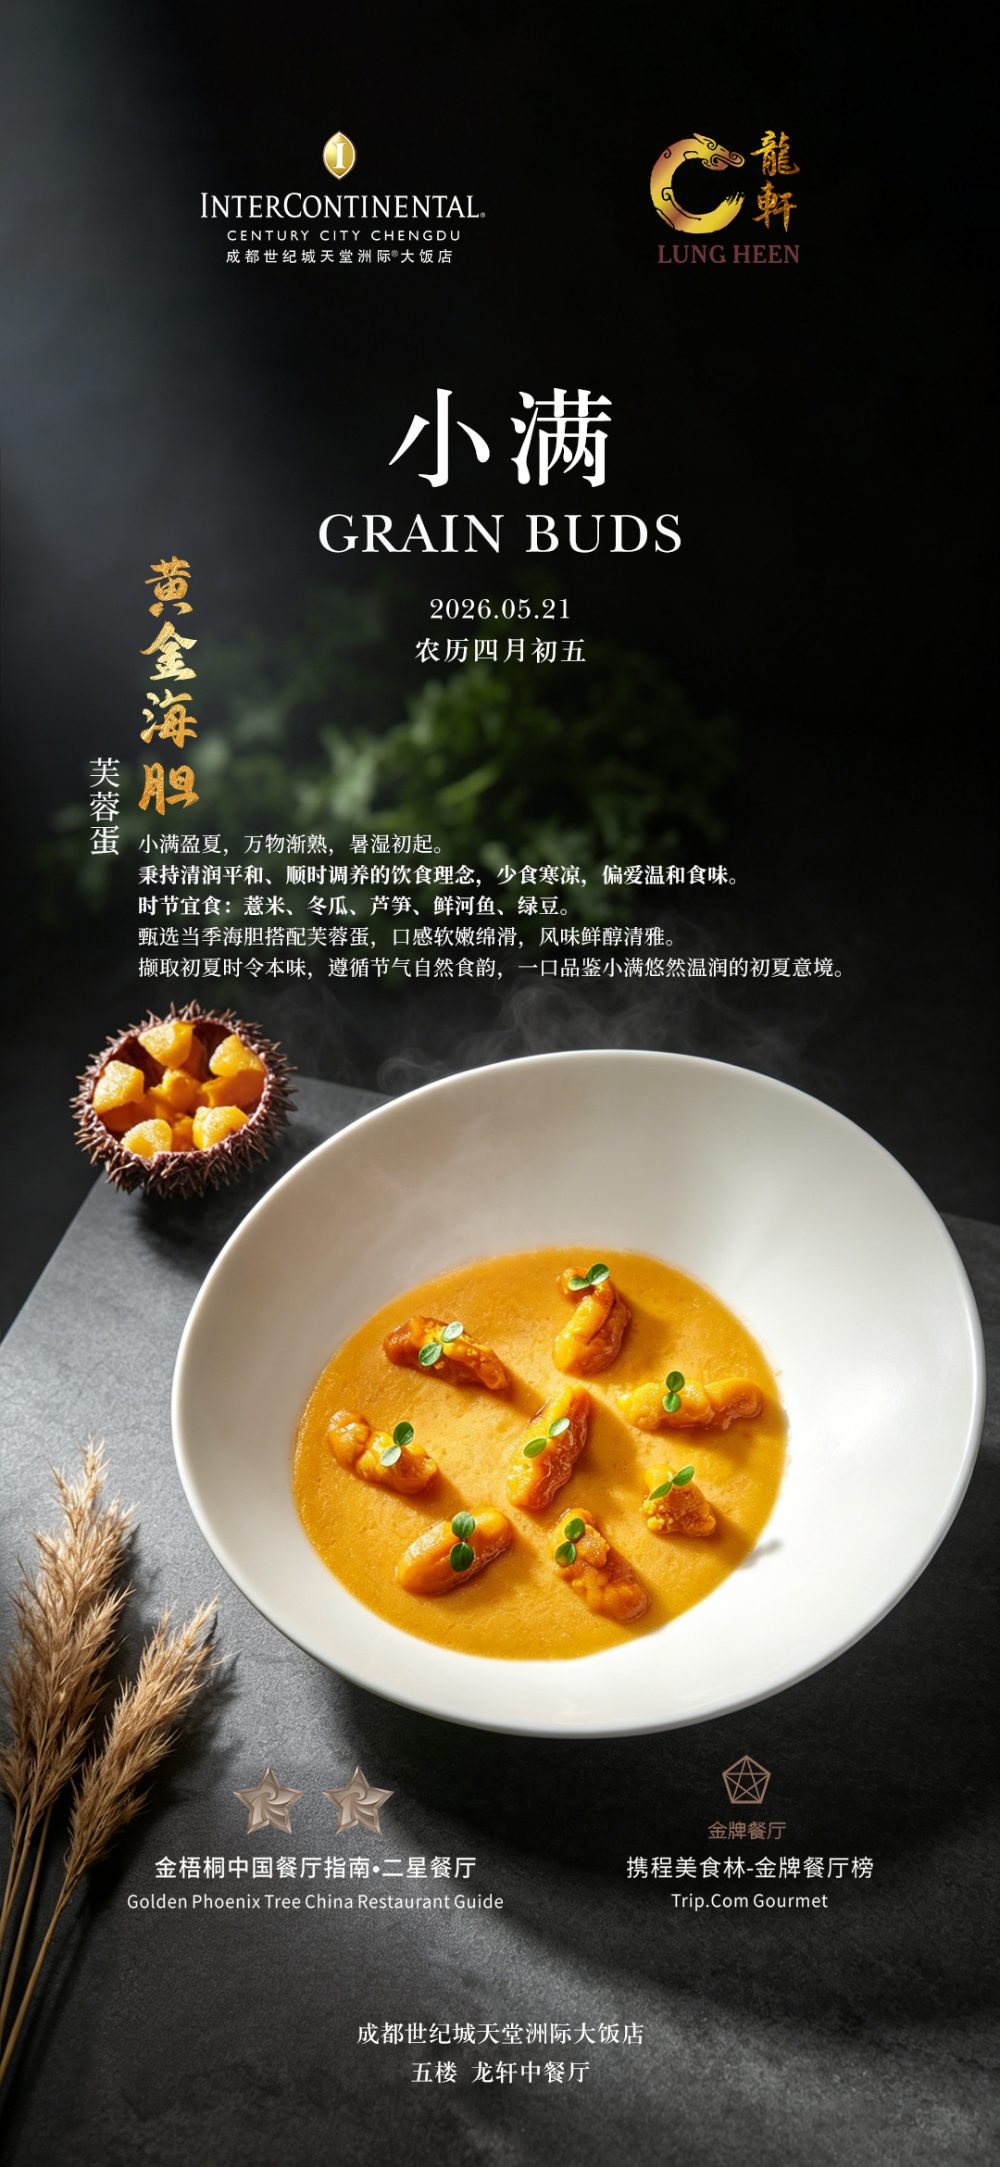 INTERCONTINENTAL®
CENTURY CITY CHENGDU
成都世纪城天堂洲际®大饭店
龍軒
LUNG HEEN
小满
GRAIN BUDS
2026.05.21
农历四月初五
黄金海胆
芙蓉蛋
小满盈夏，万物渐熟，暑湿初起。
秉持清润平和、顺时调养的饮食理念，少食寒凉，偏爱温和食味。
时节宜食：薏米、冬瓜、芦笋、鲜河鱼、绿豆。
甄选当季海胆搭配芙蓉蛋，口感软嫩绵滑，风味鲜醇清雅。
撷取初夏时令本味，遵循节气自然食韵，一口品鉴小满悠然温润的初夏意境。
金梧桐中国餐厅指南•二星餐厅
Golden Phoenix Tree China Restaurant Guide
金牌餐厅
携程美食林-金牌餐厅榜
Trip.Com Gourmet
成都世纪城天堂洲际大饭店
五楼 龙轩中餐厅